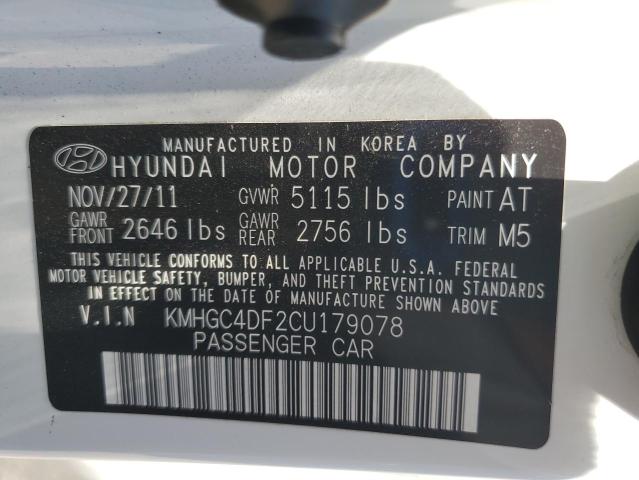 MANUFACTURED IN KOREA BY
HYUNDAI MOTOR COMPANY
NOV/27/11 GVWR 5115 lbs PAINT AT
GAWR FRONT 2646 lbs GAWR REAR 2756 lbs TRIM M5
THIS VEHICLE CONFORMS TO ALL APPLICABLE U.S.A. FEDERAL
MOTOR VEHICLE SAFETY, BUMPER, AND THEFT PREVENTION STANDARDS
IN EFFECT ON THE DATE OF MANUFACTURE SHOWN ABOVE.
V.I.N KMHGC4DF2CU179078
PASSENGER CAR